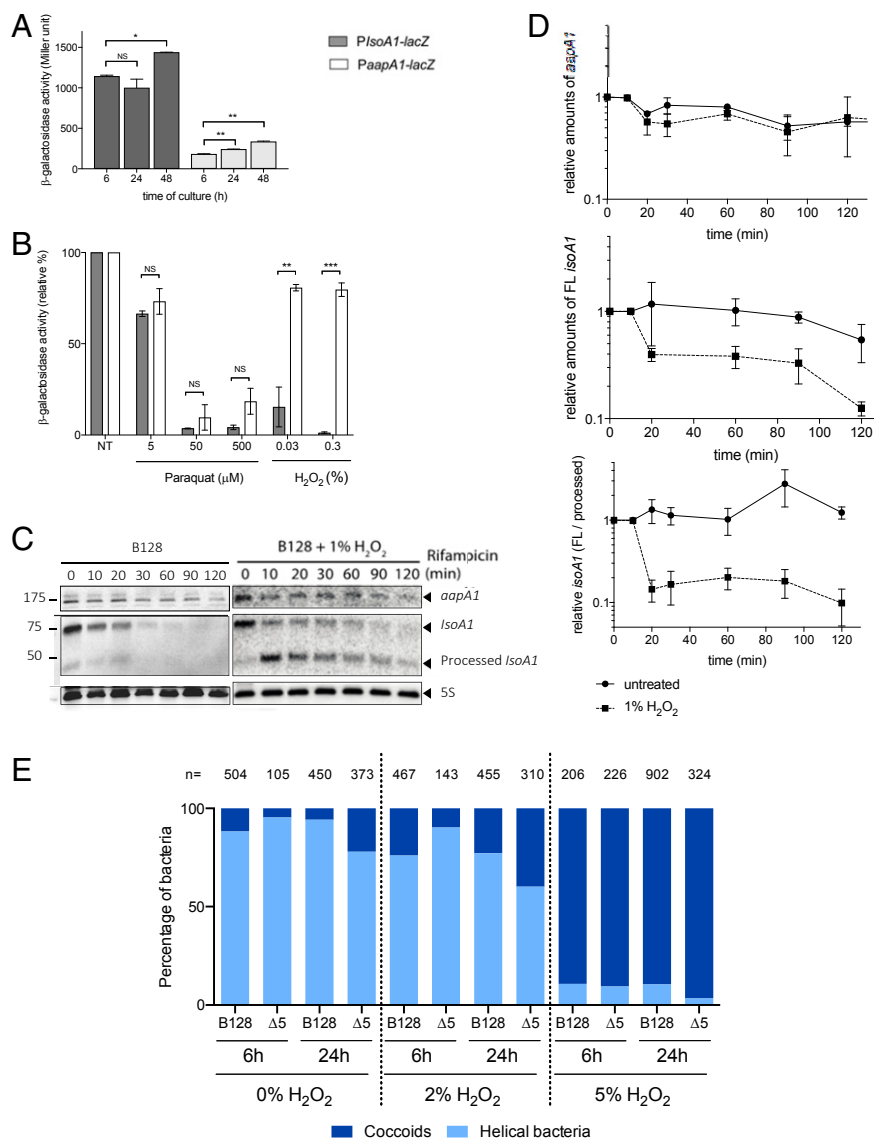 A
β-galactosidase activity (Miller unit)
1500
1000
500
0
*
NS
**
**
6 24 48 6 24 48
time of culture (h)
PIsoA1-lacZ
PaapA1-lacZ
B
β-galactosidase activity (relative %)
100
50
0
NS
NS
NS
**
***
NT 5 50 500 0.03 0.3
Paraquat (μM) H₂O₂ (%)
C
B128 B128 + 1% H₂O₂ Rifampicin
0 10 20 30 60 90 120 0 10 20 30 60 90 120 (min)
175 aapA1
75 IsoA1
50 Processed IsoA1
5S
D
relative amounts of aapA1
1
0.1
0 20 40 60 80 100 120
time (min)
relative amounts of FL isoA1
1
0.1
0 20 40 60 80 100 120
time (min)
relative isoA1 (FL / processed)
1
0.1
0 20 40 60 80 100 120
time (min)
untreated
1% H₂O₂
E
n= 504 105 450 373 467 143 455 310 206 226 902 324
Percentage of bacteria
100
50
0
B128 Δ5 B128 Δ5 B128 Δ5 B128 Δ5 B128 Δ5 B128 Δ5
6h 24h 6h 24h 6h 24h
0% H₂O₂ 2% H₂O₂ 5% H₂O₂
Coccoids Helical bacteria